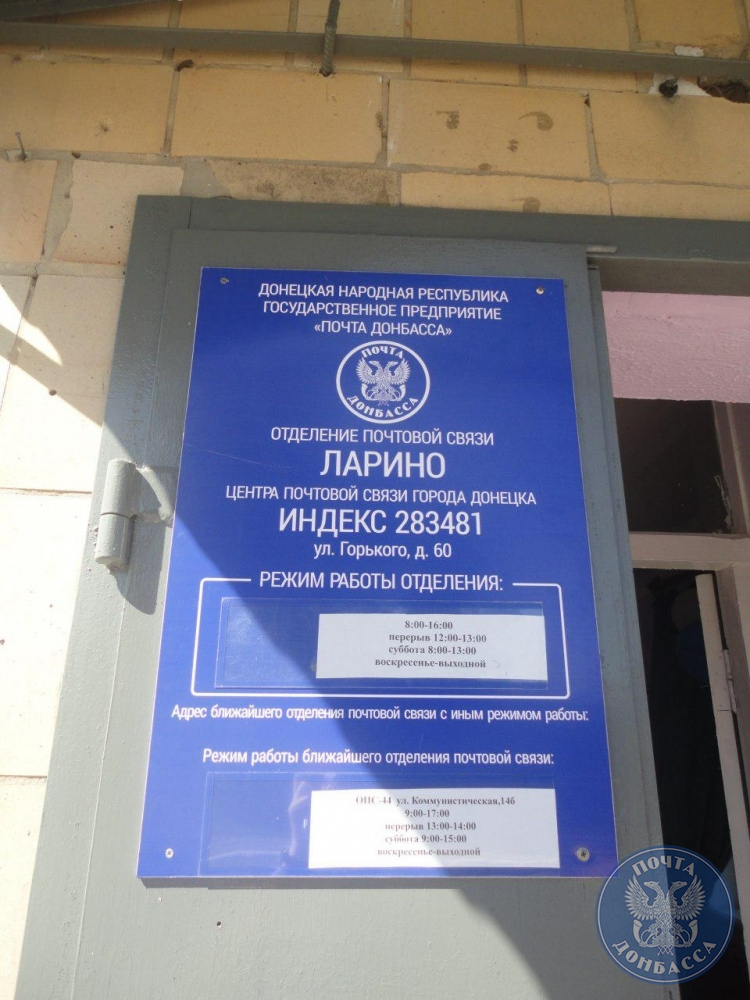 ДОНЕЦКАЯ НАРОДНАЯ РЕСПУБЛИКА
ГОСУДАРСТВЕННОЕ ПРЕДПРИЯТИЕ
«ПОЧТА ДОНБАССА»
ПОЧТА
ДОНБАССА
ОТДЕЛЕНИЕ ПОЧТОВОЙ СВЯЗИ
ЛАРИНО
ЦЕНТРА ПОЧТОВОЙ СВЯЗИ ГОРОДА ДОНЕЦКА
ИНДЕКС 283481
ул. Горького, д. 60
РЕЖИМ РАБОТЫ ОТДЕЛЕНИЯ:
8:00-16:00
перерыв 12:00-13:00
суббота 8:00-13:00
воскресенье-выходной
Адрес ближайшего отделения почтовой связи с иным режимом работы:
Режим работы ближайшего отделения почтовой связи:
ОПС-44 ул. Коммунистическая,14б
9:00-17:00
перерыв 13:00-14:00
суббота 9:00-15:00
воскресенье-выходной
ПОЧТА
ДОНБАССА